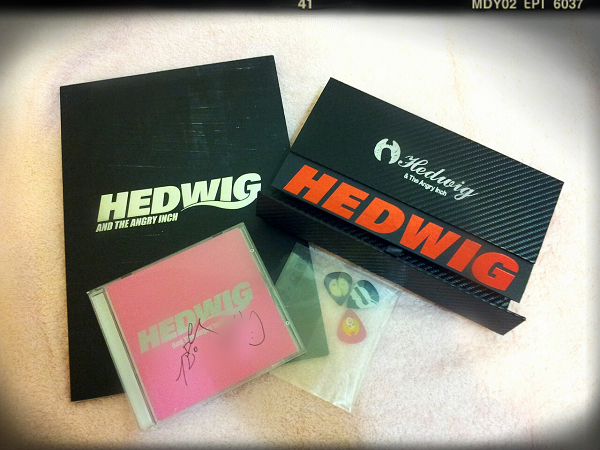 41
MDY02 EPT 6037
HEDWIG
AND THE ANGRY INCH
Hedwig
& The Angry Inch
HEDWIG
HEDWIG